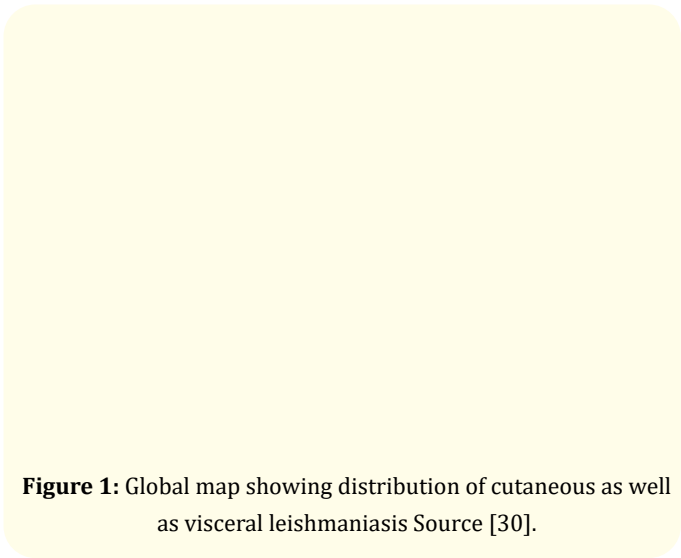 Figure 1: Global map showing distribution of cutaneous as well
as visceral leishmaniasis Source [30].